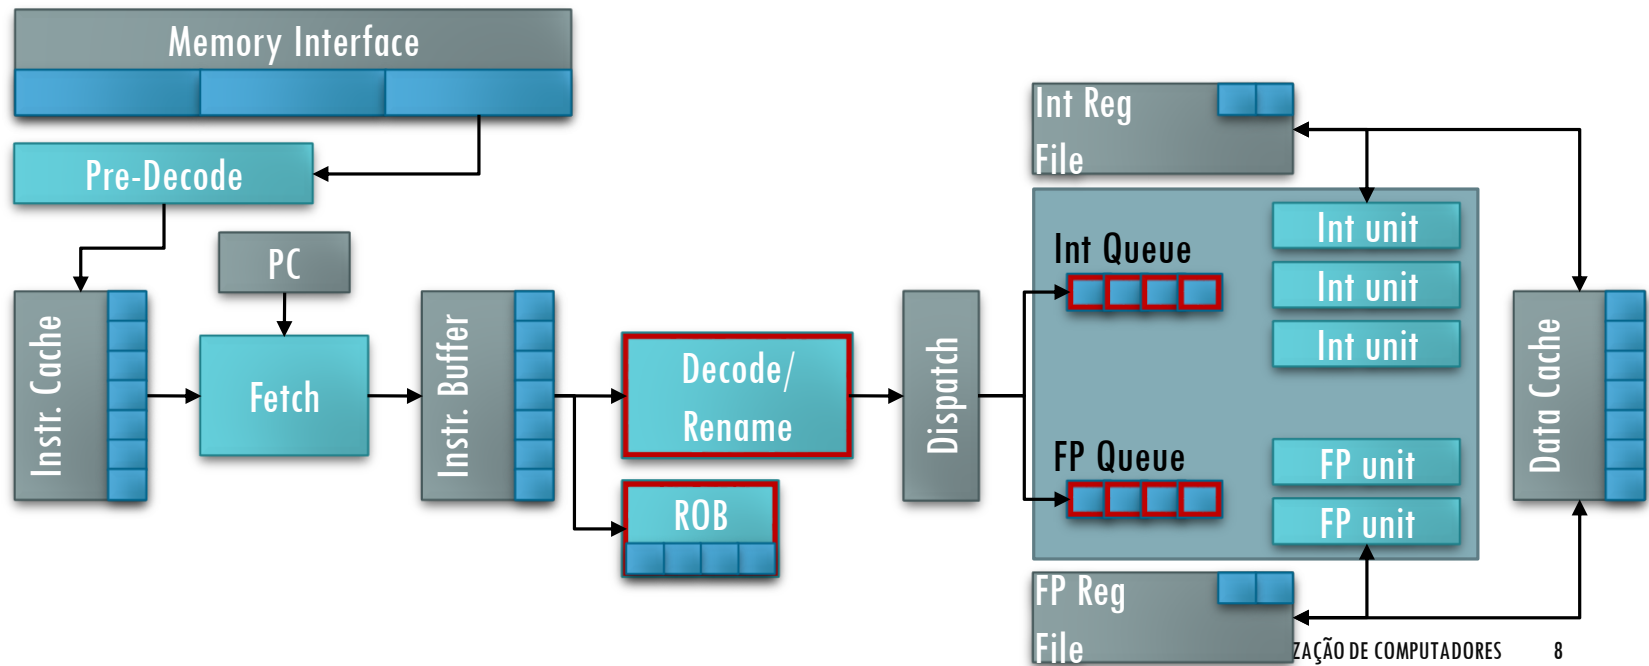 Memory Interface
Pre-Decode
PC
Instr. Cache
Fetch
Instr. Buffer
Decode/
Rename
ROB
Dispatch
Int Reg
File
Int Queue
Int unit
Int unit
Int unit
FP Queue
FP unit
FP unit
FP Reg
File
Data Cache
ZAÇÃO DE COMPUTADORES 8